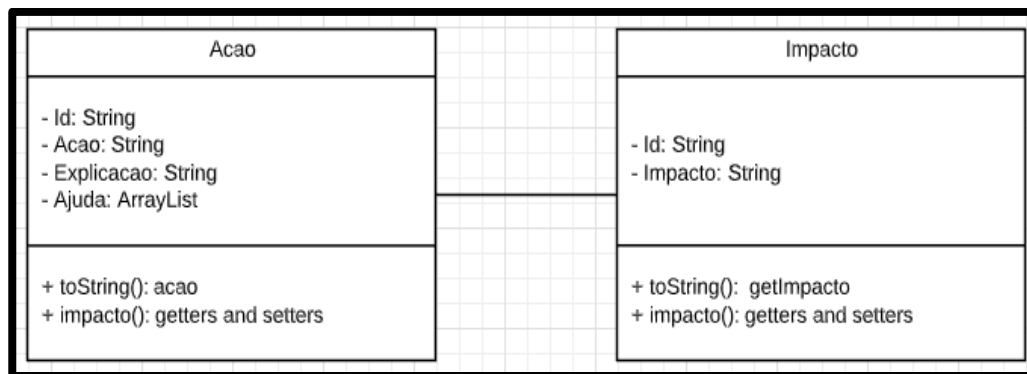 Acao
- Id: String
- Acao: String
- Explicacao: String
- Ajuda: ArrayList
+ toString(): acao
+ impacto(): getters and setters
Impacto
- Id: String
- Impacto: String
+ toString(): getImpacto
+ impacto(): getters and setters